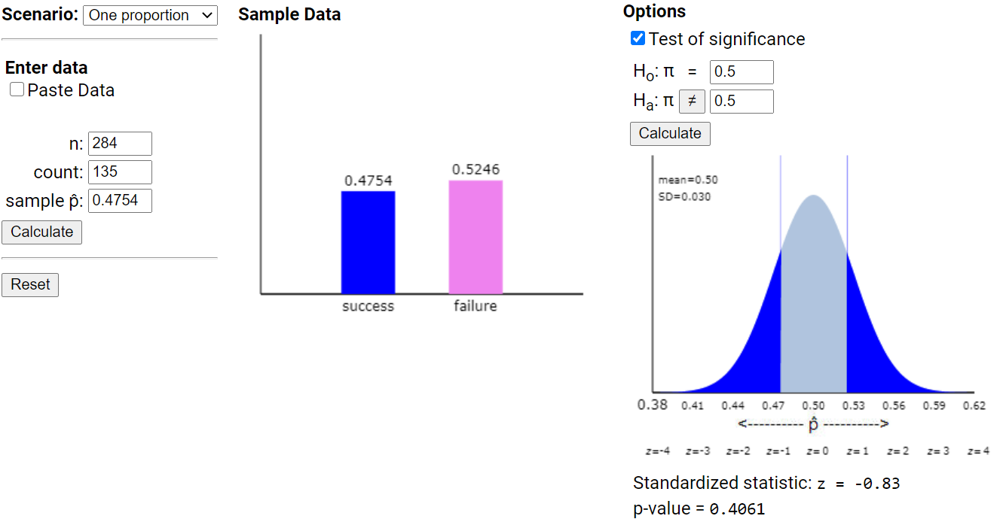 Scenario: One proportion
Enter data
Paste Data
n: 284
count: 135
sample p̂: 0.4754
Calculate
Reset
Sample Data
0.4754
0.5246
success
failure
Options
Test of significance
Hₒ: π = 0.5
Hₐ: π ≠ 0.5
Calculate
mean=0.50
SD=0.030
0.38 0.41 0.44 0.47 0.50 0.53 0.56 0.59 0.62
<---------- p̂ ---------->
z=-4 z=-3 z=-2 z=-1 z=0 z=1 z=2 z=3 z=4
Standardized statistic: z = -0.83
p-value = 0.4061